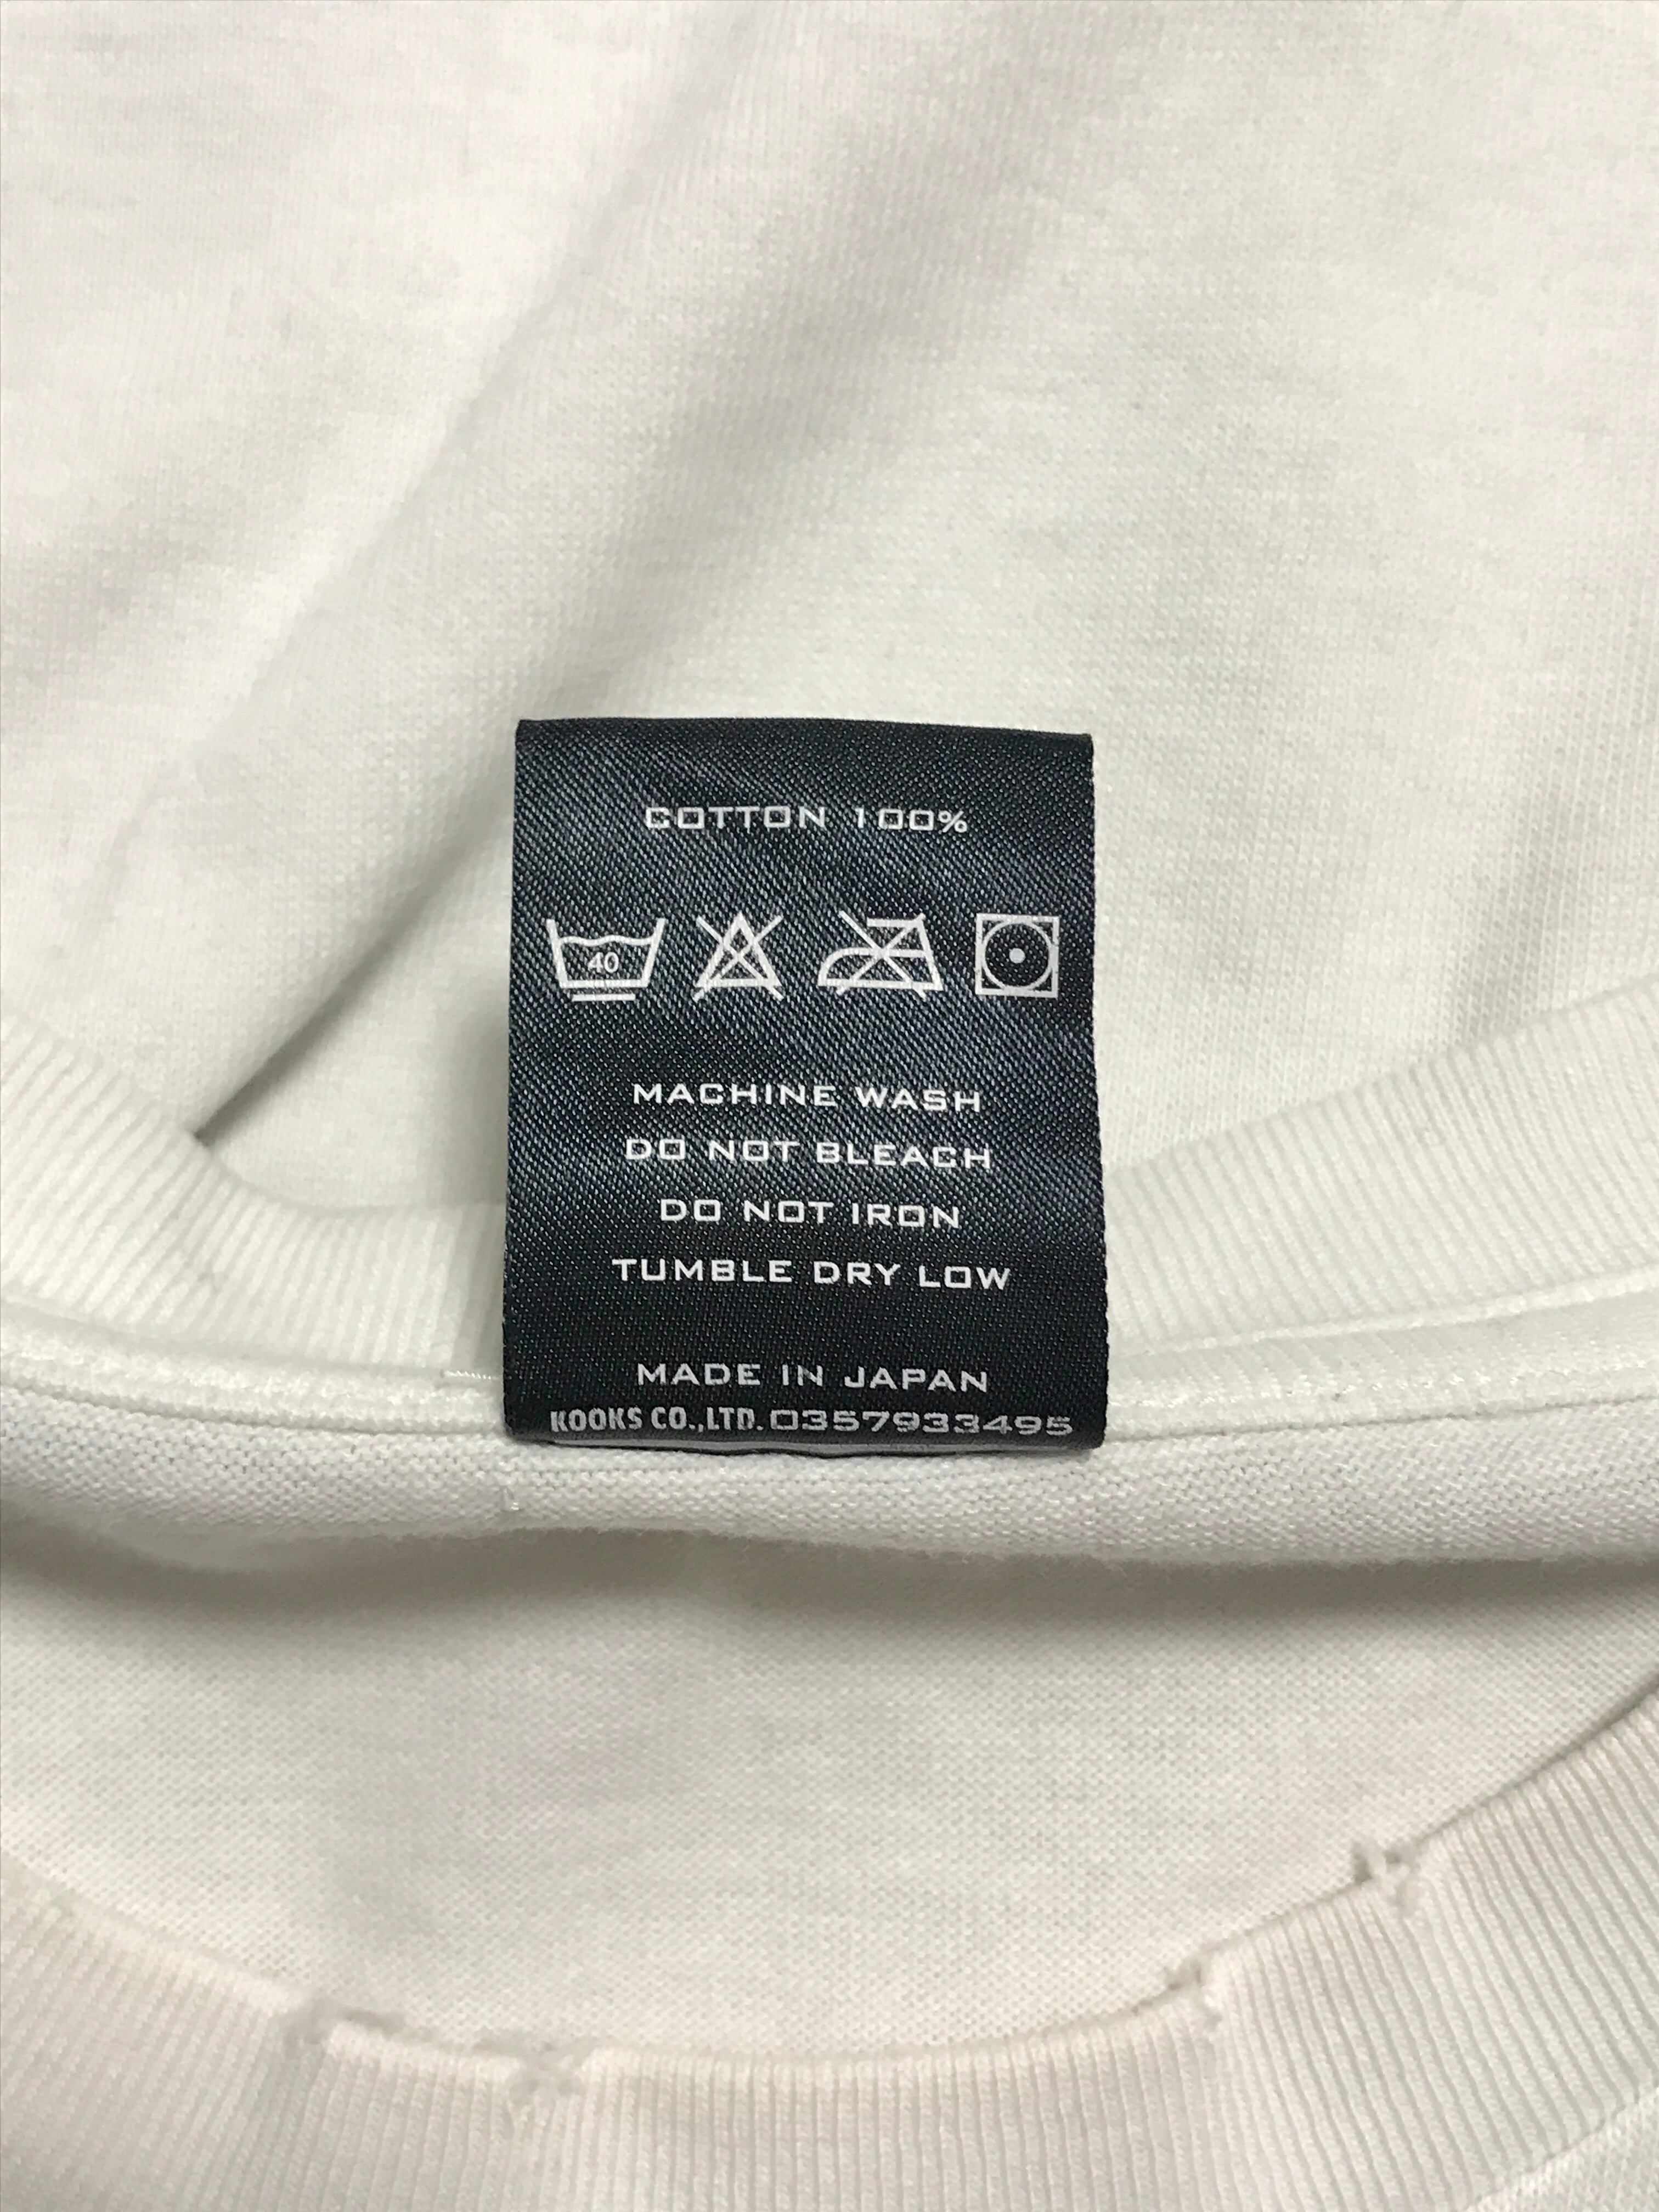 COTTON 100%
40
MACHINE WASH
DO NOT BLEACH
DO NOT IRON
TUMBLE DRY LOW
MADE IN JAPAN
KOOKS CO.,LTD.0357933495